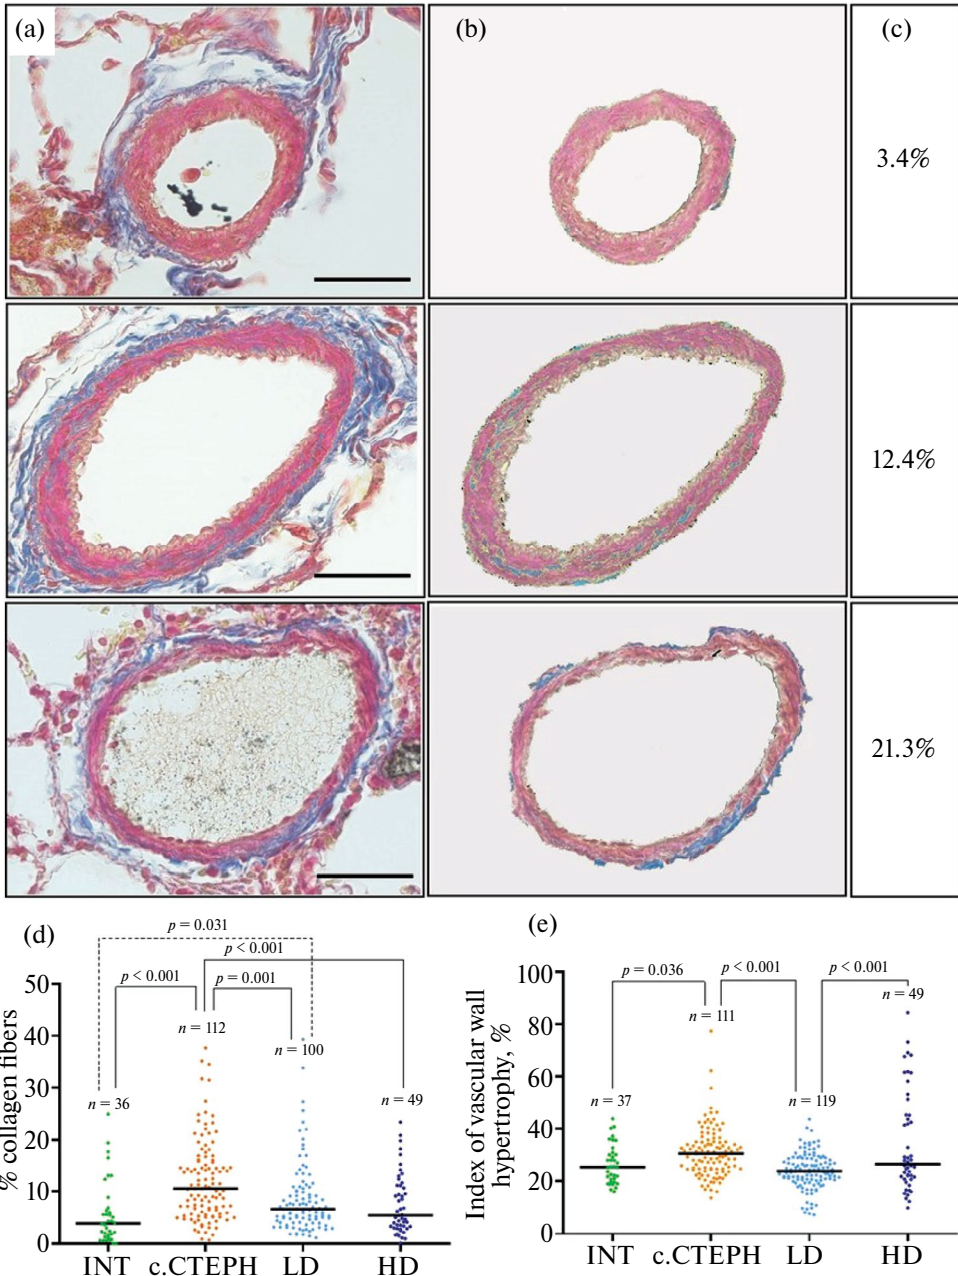 (a)
(b)
(c)
3.4%
12.4%
21.3%
(d)
p = 0.031
p < 0.001
p < 0.001
p = 0.001
50
40
30
20
10
0
% collagen fibers
n = 36
n = 112
n = 100
n = 49
INT
c.CTEPH
LD
HD
(e)
p = 0.036
p < 0.001
p < 0.001
100
80
60
40
20
0
Index of vascular wall
hypertrophy, %
n = 37
n = 111
n = 119
n = 49
INT
c.CTEPH
LD
HD